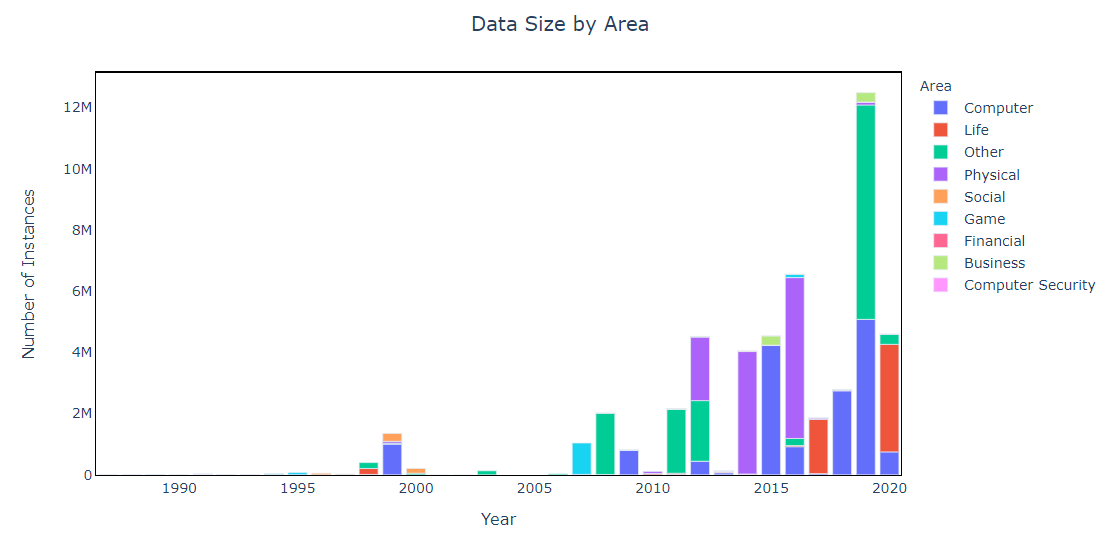 Data Size by Area
Area
Computer
Life
Other
Physical
Social
Game
Financial
Business
Computer Security
Number of Instances
12M
10M
8M
6M
4M
2M
0
1990 1995 2000 2005 2010 2015 2020
Year